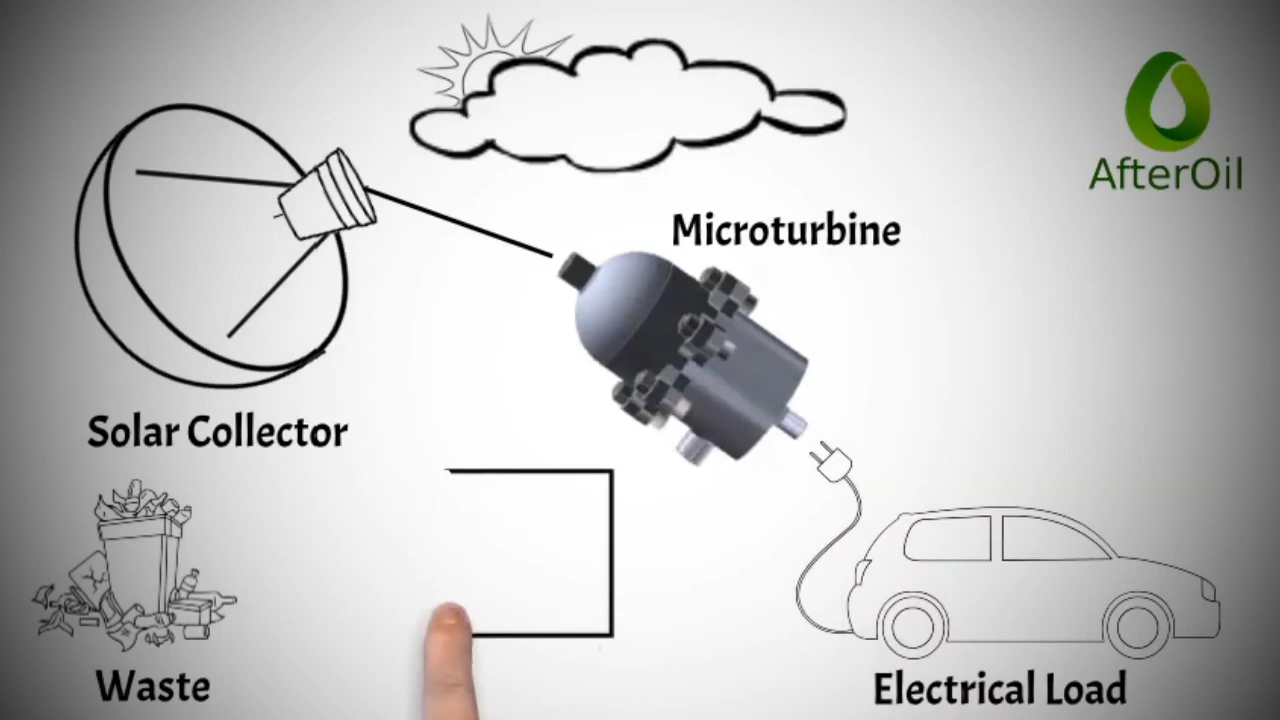 AfterOil
Microturbine
Solar Collector
Waste
Electrical Load